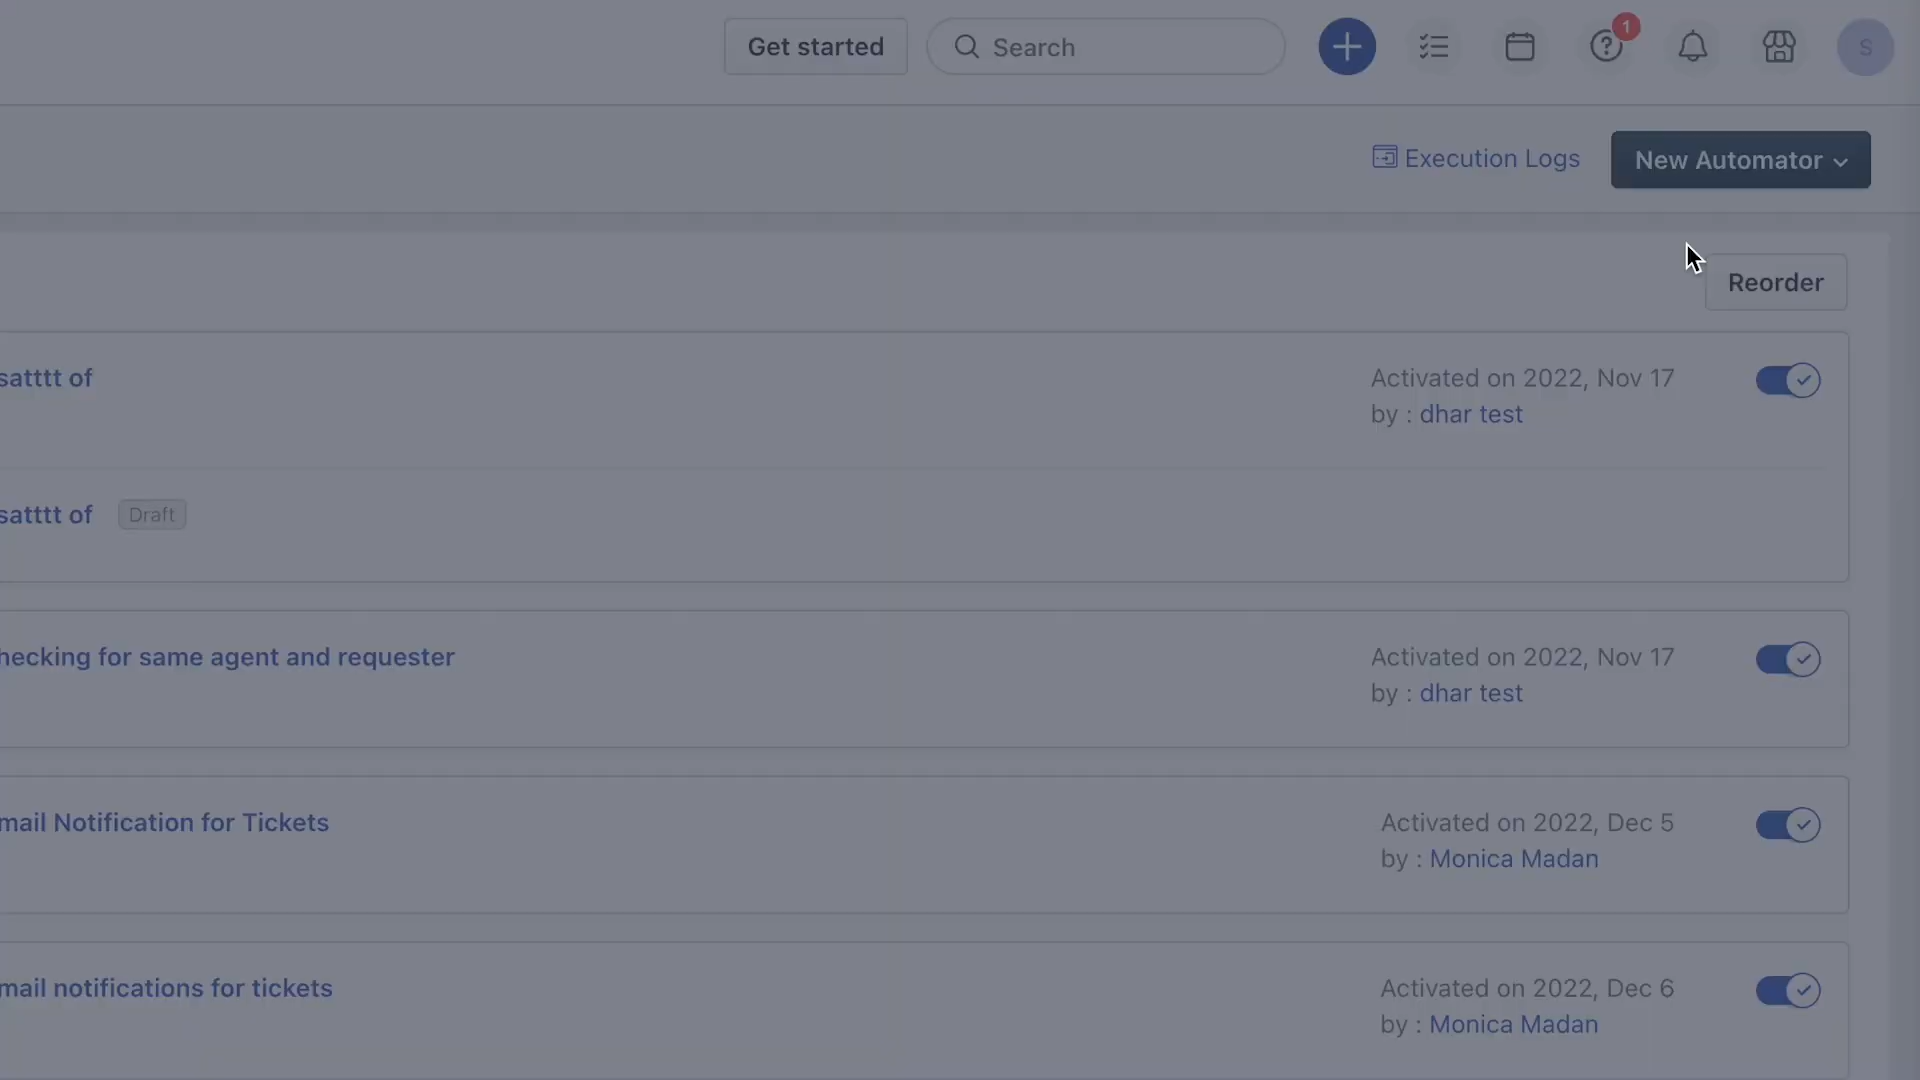 Get started
Search
1
S
Execution Logs
New Automator
Reorder
satttt of
Activated on 2022, Nov 17
by : dhar test
satttt of
Draft
hecking for same agent and requester
Activated on 2022, Nov 17
by : dhar test
mail Notification for Tickets
Activated on 2022, Dec 5
by : Monica Madan
mail notifications for tickets
Activated on 2022, Dec 6
by : Monica Madan